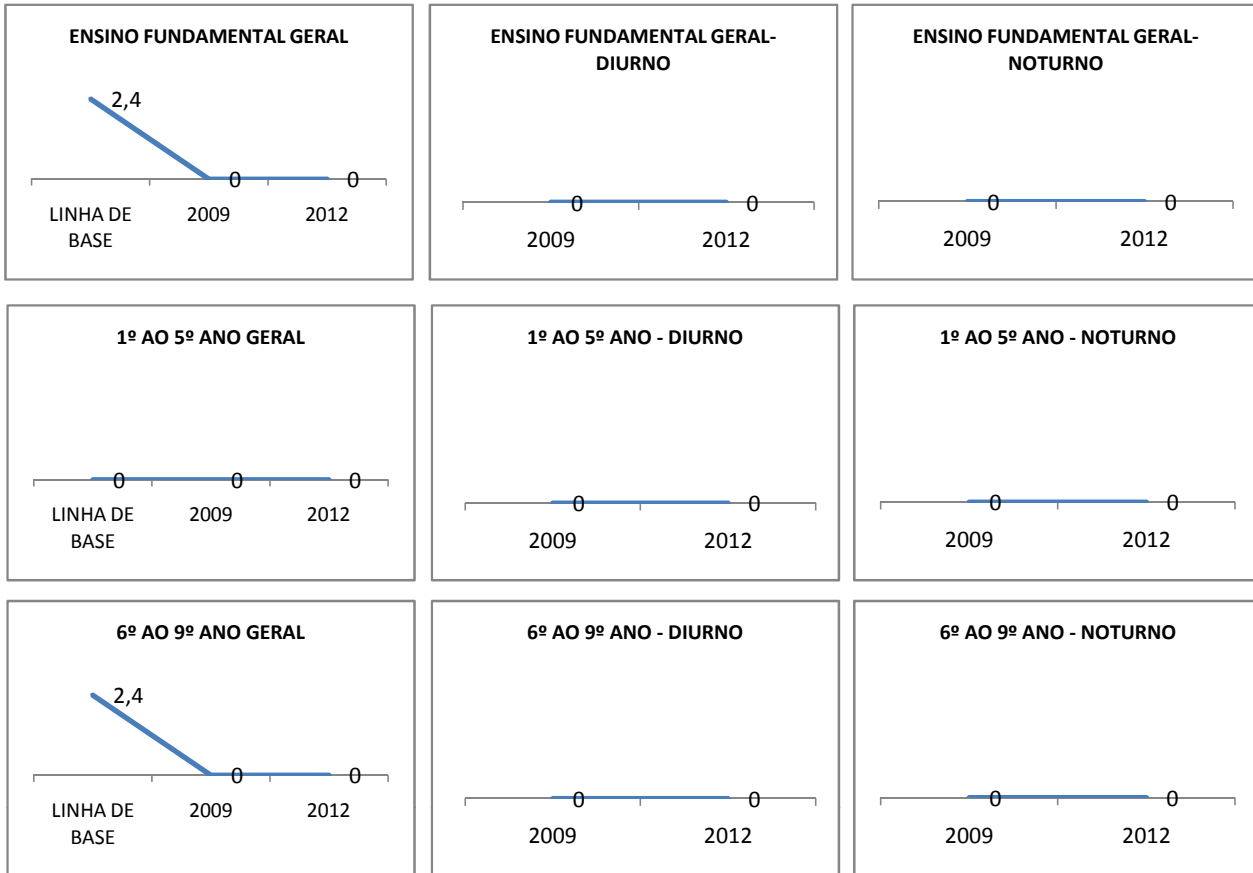 ENSINO FUNDAMENTAL GERAL
2,4
0
0
LINHA DE
BASE
2009
2012
ENSINO FUNDAMENTAL GERAL-
DIURNO
0
0
2009
2012
ENSINO FUNDAMENTAL GERAL-
NOTURNO
0
0
2009
2012
1º AO 5º ANO GERAL
0
0
0
LINHA DE
BASE
2009
2012
1º AO 5º ANO - DIURNO
0
0
2009
2012
1º AO 5º ANO - NOTURNO
0
0
2009
2012
6º AO 9º ANO GERAL
2,4
0
0
LINHA DE
BASE
2009
2012
6º AO 9º ANO - DIURNO
0
0
2009
2012
6º AO 9º ANO - NOTURNO
0
0
2009
2012